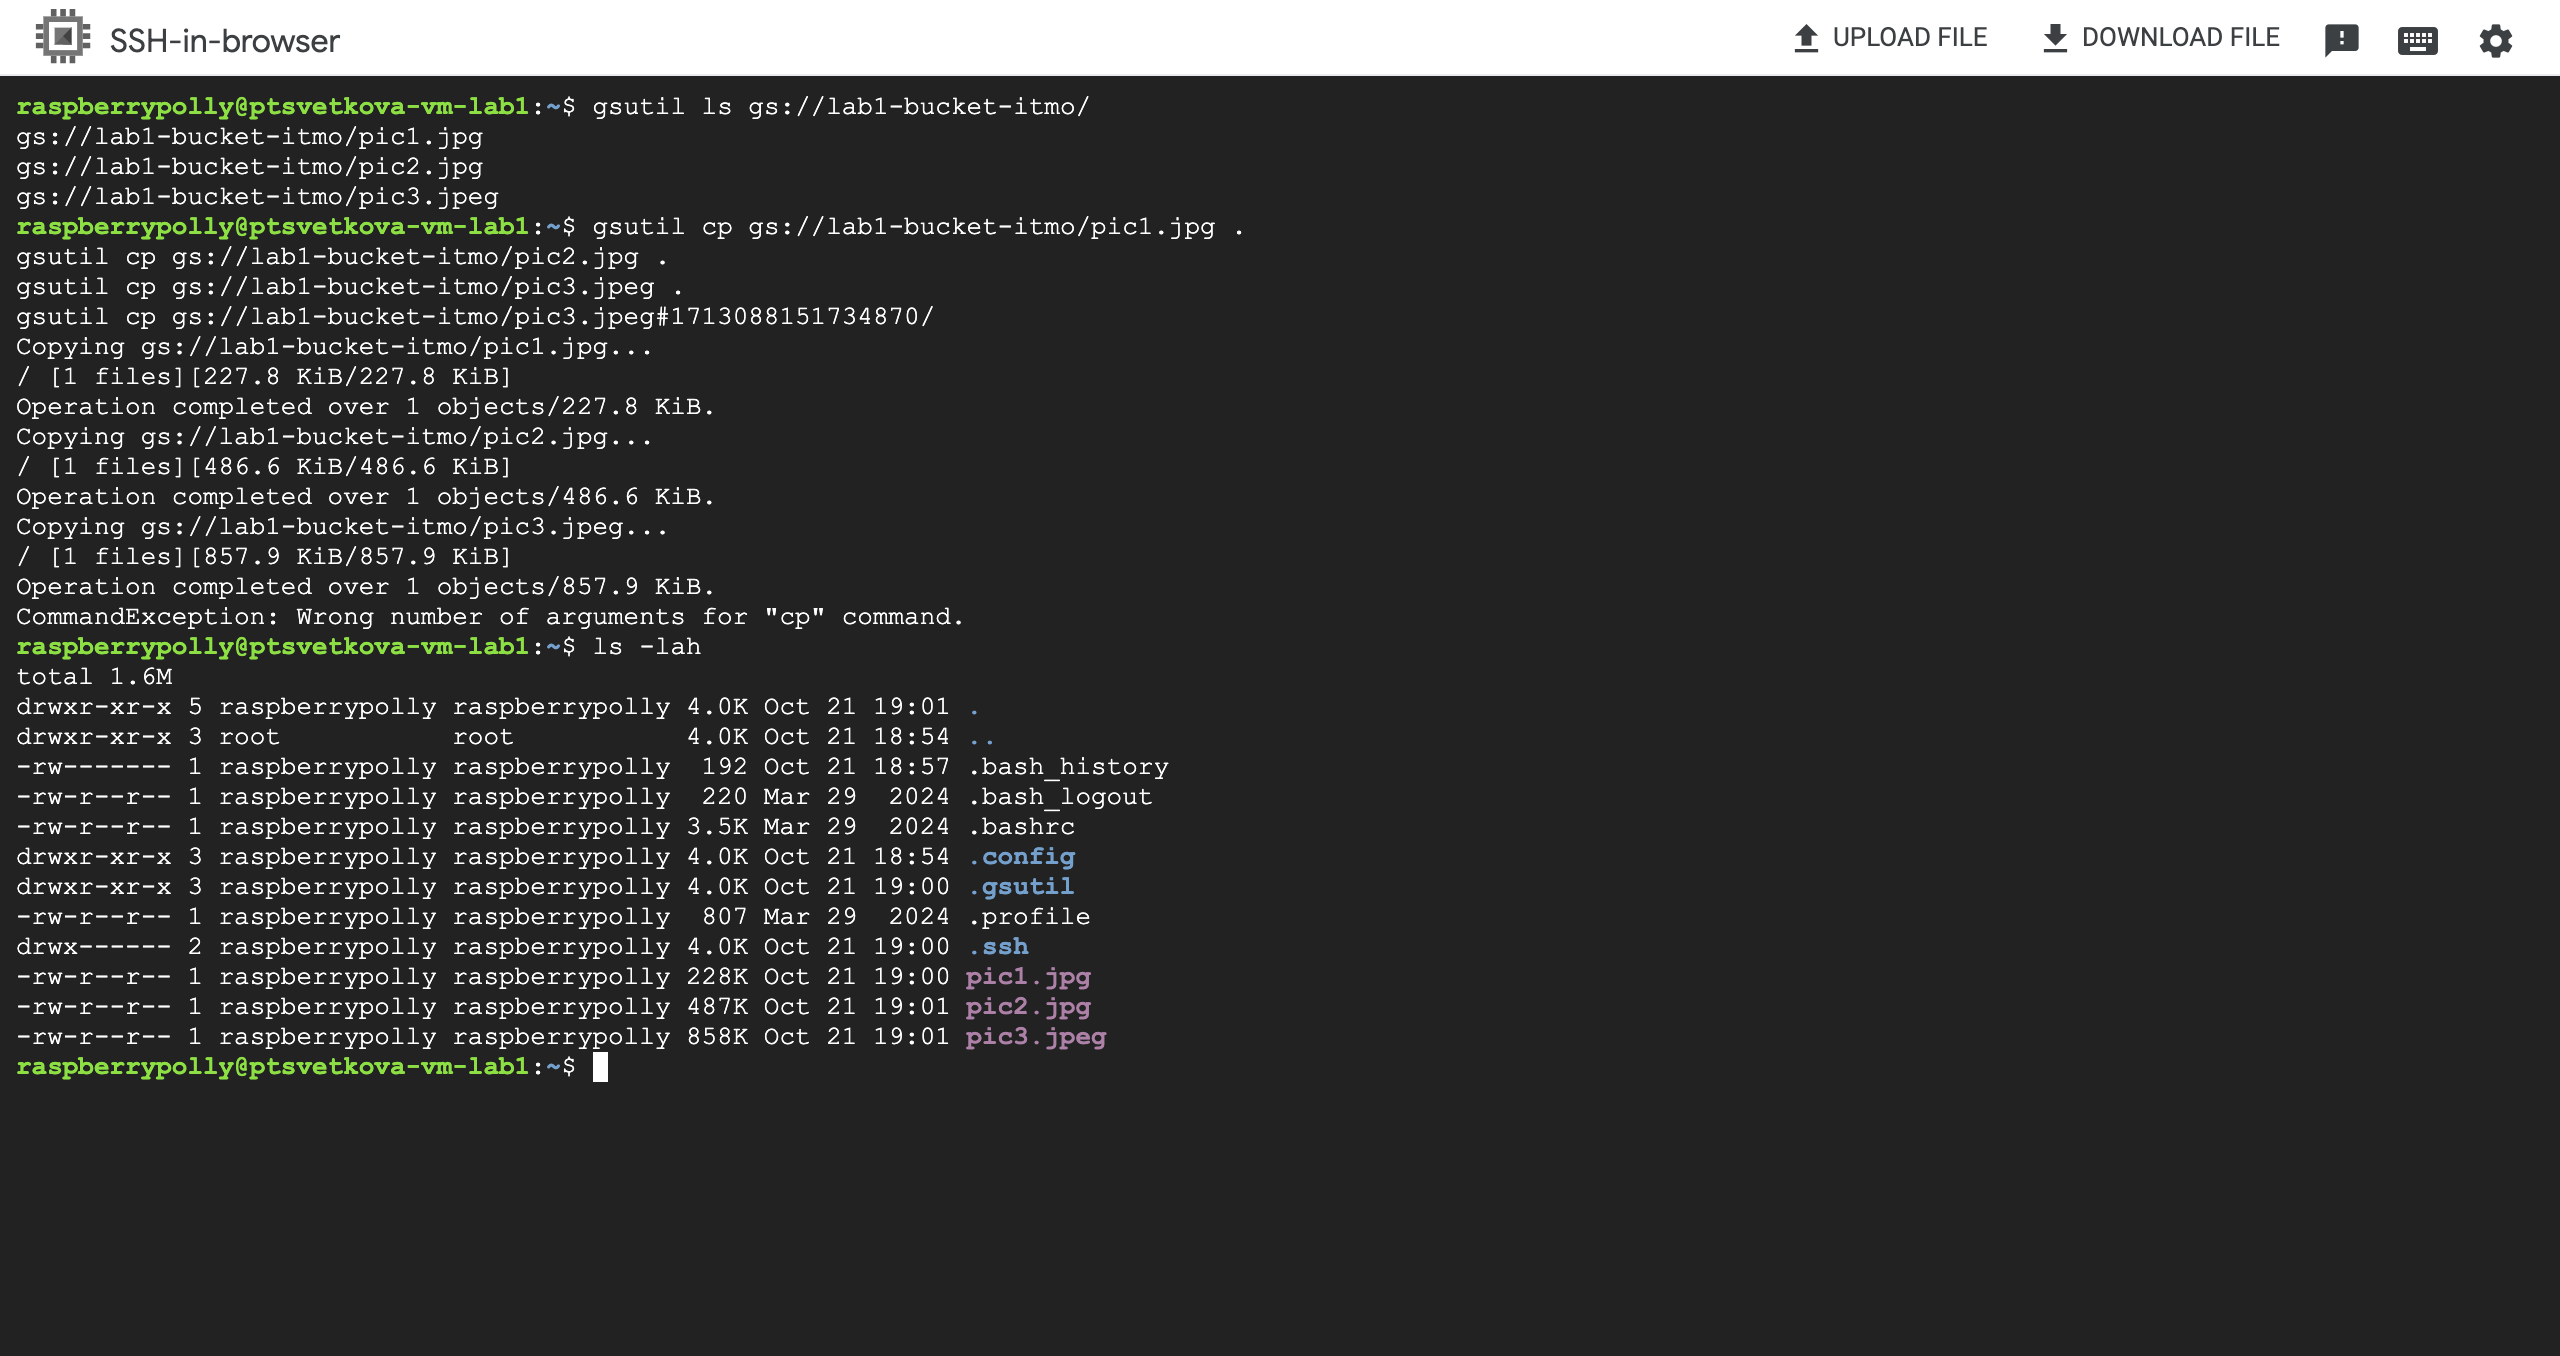 SSH-in-browser
UPLOAD FILE
DOWNLOAD FILE
raspberrypolly@ptsvetkova-vm-lab1:~$ gsutil ls gs://lab1-bucket-itmo/
gs://lab1-bucket-itmo/pic1.jpg
gs://lab1-bucket-itmo/pic2.jpg
gs://lab1-bucket-itmo/pic3.jpeg
raspberrypolly@ptsvetkova-vm-lab1:~$ gsutil cp gs://lab1-bucket-itmo/pic1.jpg .
gsutil cp gs://lab1-bucket-itmo/pic2.jpg .
gsutil cp gs://lab1-bucket-itmo/pic3.jpeg .
gsutil cp gs://lab1-bucket-itmo/pic3.jpeg#1713088151734870/
Copying gs://lab1-bucket-itmo/pic1.jpg...
/ [1 files][227.8 KiB/227.8 KiB]
Operation completed over 1 objects/227.8 KiB.
Copying gs://lab1-bucket-itmo/pic2.jpg...
/ [1 files][486.6 KiB/486.6 KiB]
Operation completed over 1 objects/486.6 KiB.
Copying gs://lab1-bucket-itmo/pic3.jpeg...
/ [1 files][857.9 KiB/857.9 KiB]
Operation completed over 1 objects/857.9 KiB.
CommandException: Wrong number of arguments for "cp" command.
raspberrypolly@ptsvetkova-vm-lab1:~$ ls -lah
total 1.6M
drwxr-xr-x 5 raspberrypolly raspberrypolly 4.0K Oct 21 19:01 .
drwxr-xr-x 3 root           root           4.0K Oct 21 18:54 ..
-rw------- 1 raspberrypolly raspberrypolly  192 Oct 21 18:57 .bash_history
-rw-r--r-- 1 raspberrypolly raspberrypolly  220 Mar 29  2024 .bash_logout
-rw-r--r-- 1 raspberrypolly raspberrypolly 3.5K Mar 29  2024 .bashrc
drwxr-xr-x 3 raspberrypolly raspberrypolly 4.0K Oct 21 18:54 .config
drwxr-xr-x 3 raspberrypolly raspberrypolly 4.0K Oct 21 19:00 .gsutil
-rw-r--r-- 1 raspberrypolly raspberrypolly  807 Mar 29  2024 .profile
drwx------ 2 raspberrypolly raspberrypolly 4.0K Oct 21 19:00 .ssh
-rw-r--r-- 1 raspberrypolly raspberrypolly 228K Oct 21 19:00 pic1.jpg
-rw-r--r-- 1 raspberrypolly raspberrypolly 487K Oct 21 19:01 pic2.jpg
-rw-r--r-- 1 raspberrypolly raspberrypolly 858K Oct 21 19:01 pic3.jpeg
raspberrypolly@ptsvetkova-vm-lab1:~$